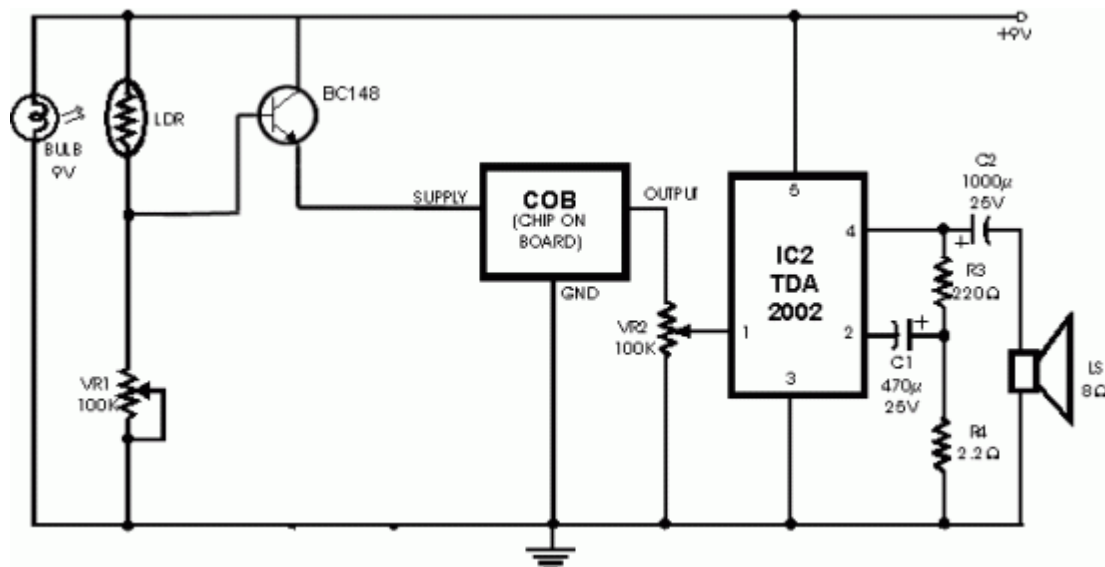 +9V
BULB
9V
LDR
BC148
SUPPLY
COB
(CHIP ON
BOARD)
OUTPUT
GND
VR1
100K
VR2
100K
5
4
IC2
TDA
2002
1
2
3
C2
1000µ
25V
+
R3
220Ω
+
C1
470µ
25V
R4
2.2Ω
LS
8Ω